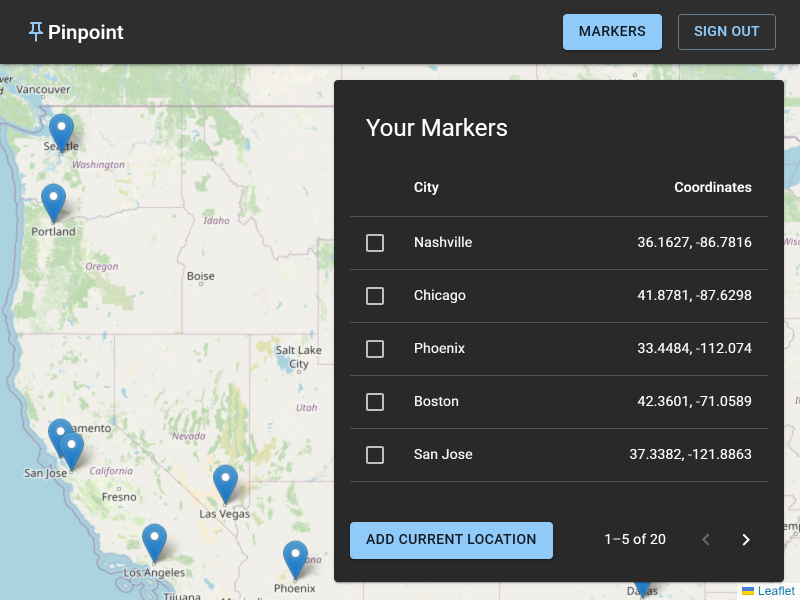 Pinpoint
MARKERS
SIGN OUT
Vancouver
Seattle
Washington
Portland
Idaho
Oregon
Boise
Salt Lake
City
Utah
Nevada
San Jose
California
Fresno
Las Vegas
Los Angeles
Phoenix
Tijuana
Dallas
Your Markers
City Coordinates
Nashville 36.1627, -86.7816
Chicago 41.8781, -87.6298
Phoenix 33.4484, -112.074
Boston 42.3601, -71.0589
San Jose 37.3382, -121.8863
ADD CURRENT LOCATION 1–5 of 20
Leaflet